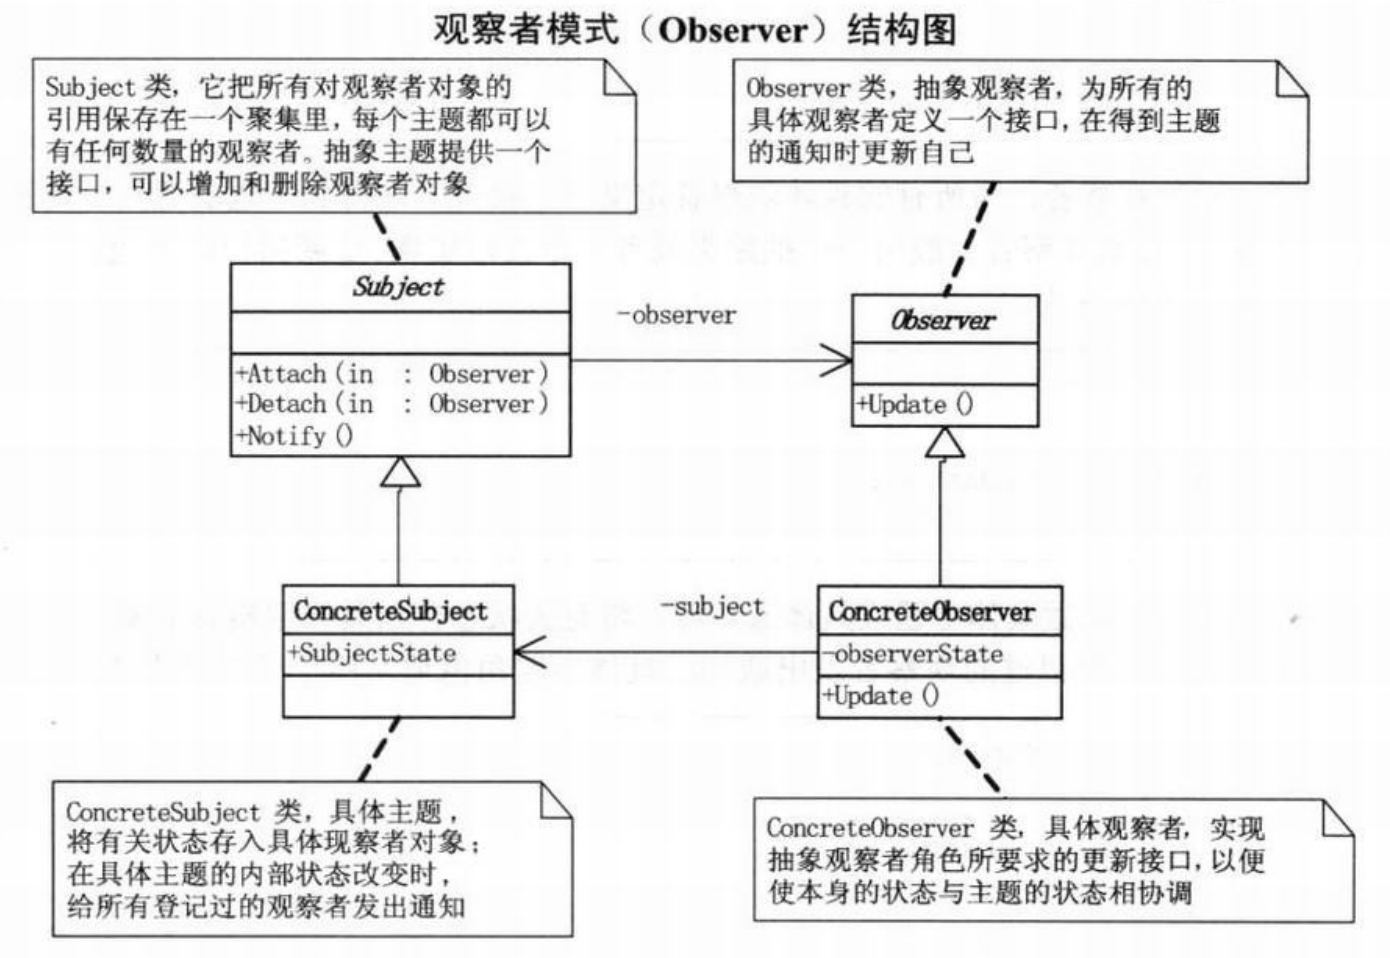 观察者模式（Observer）结构图
Subject 类，它把所有对观察者对象的
引用保存在一个聚集里，每个主题都可以
有任何数量的观察者。抽象主题提供一个
接口，可以增加和删除观察者对象
Observer 类，抽象观察者，为所有的
具体观察者定义一个接口，在得到主题
的通知时更新自己
Subject
+Attach(in : Observer)
+Detach(in : Observer)
+Notify()
-observer
Observer
+Update()
ConcreteSubject
+SubjectState
-subject
ConcreteObserver
-observerState
+Update()
ConcreteSubject 类，具体主题，
将有关状态存入具体现察者对象；
在具体主题的内部状态改变时，
给所有登记过的观察者发出通知
ConcreteObserver 类，具体观察者，实现
抽象观察者角色所要求的更新接口，以便
使本身的状态与主题的状态相协调